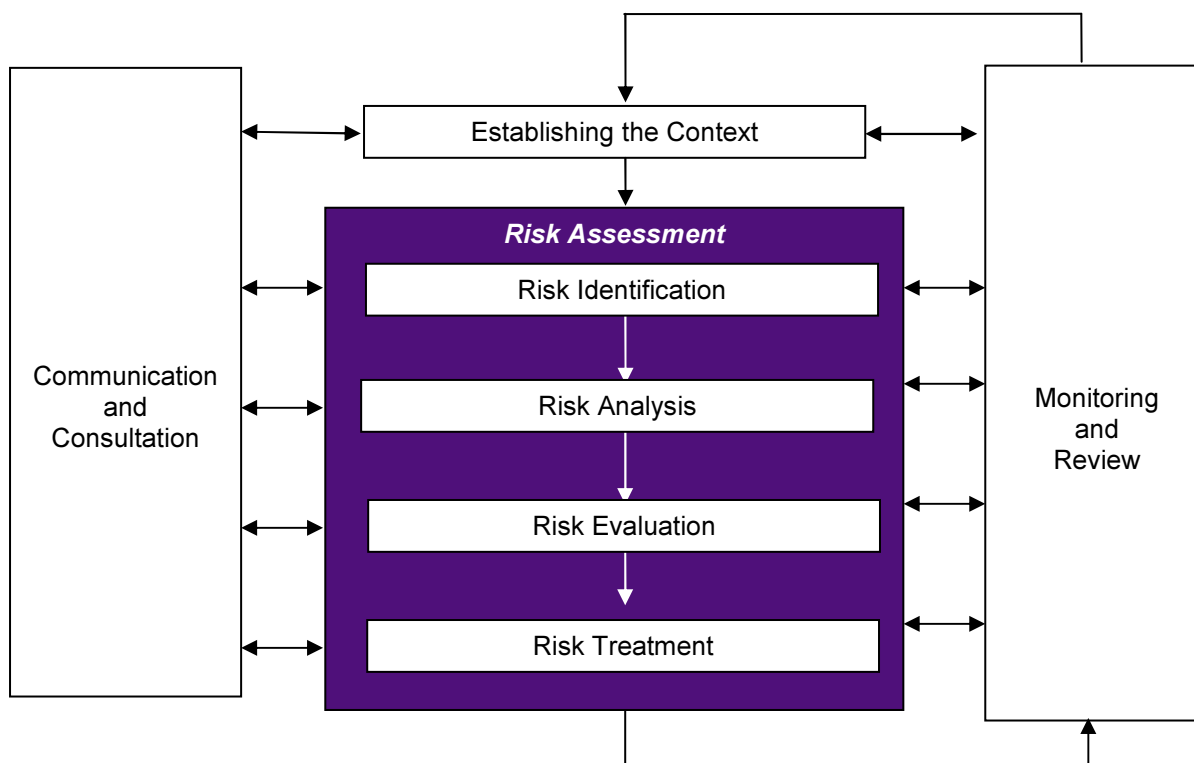 Establishing the Context
Risk Assessment
Risk Identification
Risk Analysis
Risk Evaluation
Risk Treatment
Communication
and
Consultation
Monitoring
and
Review